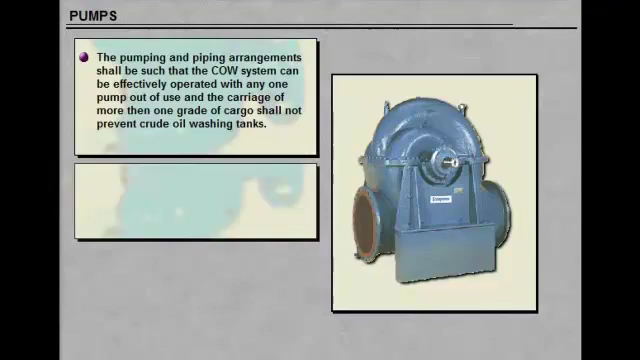 PUMPS
The pumping and piping arrangements
shall be such that the COW system can
be effectively operated with any one
pump out of use and the carriage of
more then one grade of cargo shall not
prevent crude oil washing tanks.